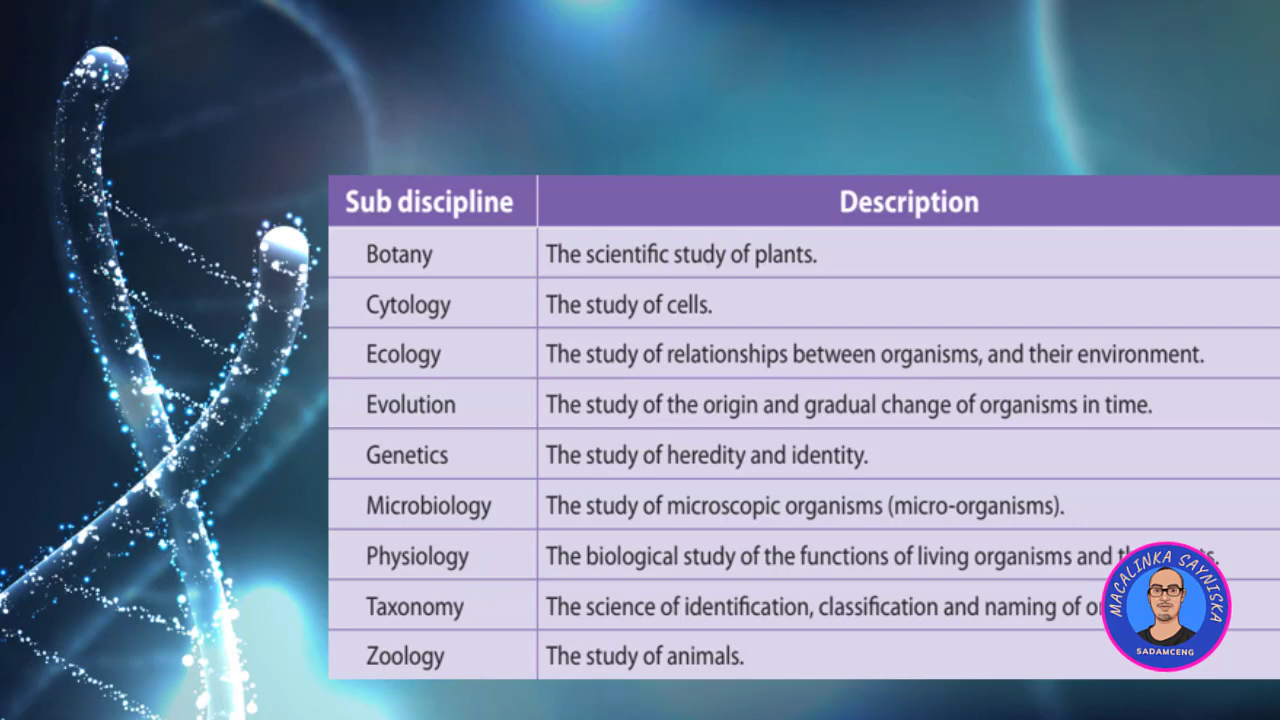 Sub discipline Description
Botany The scientific study of plants.
Cytology The study of cells.
Ecology The study of relationships between organisms, and their environment.
Evolution The study of the origin and gradual change of organisms in time.
Genetics The study of heredity and identity.
Microbiology The study of microscopic organisms (micro-organisms).
Physiology The biological study of the functions of living organisms and
Taxonomy The science of identification, classification and naming of
Zoology The study of animals.
MACALINKA SAYNISKA
SADAMCENG